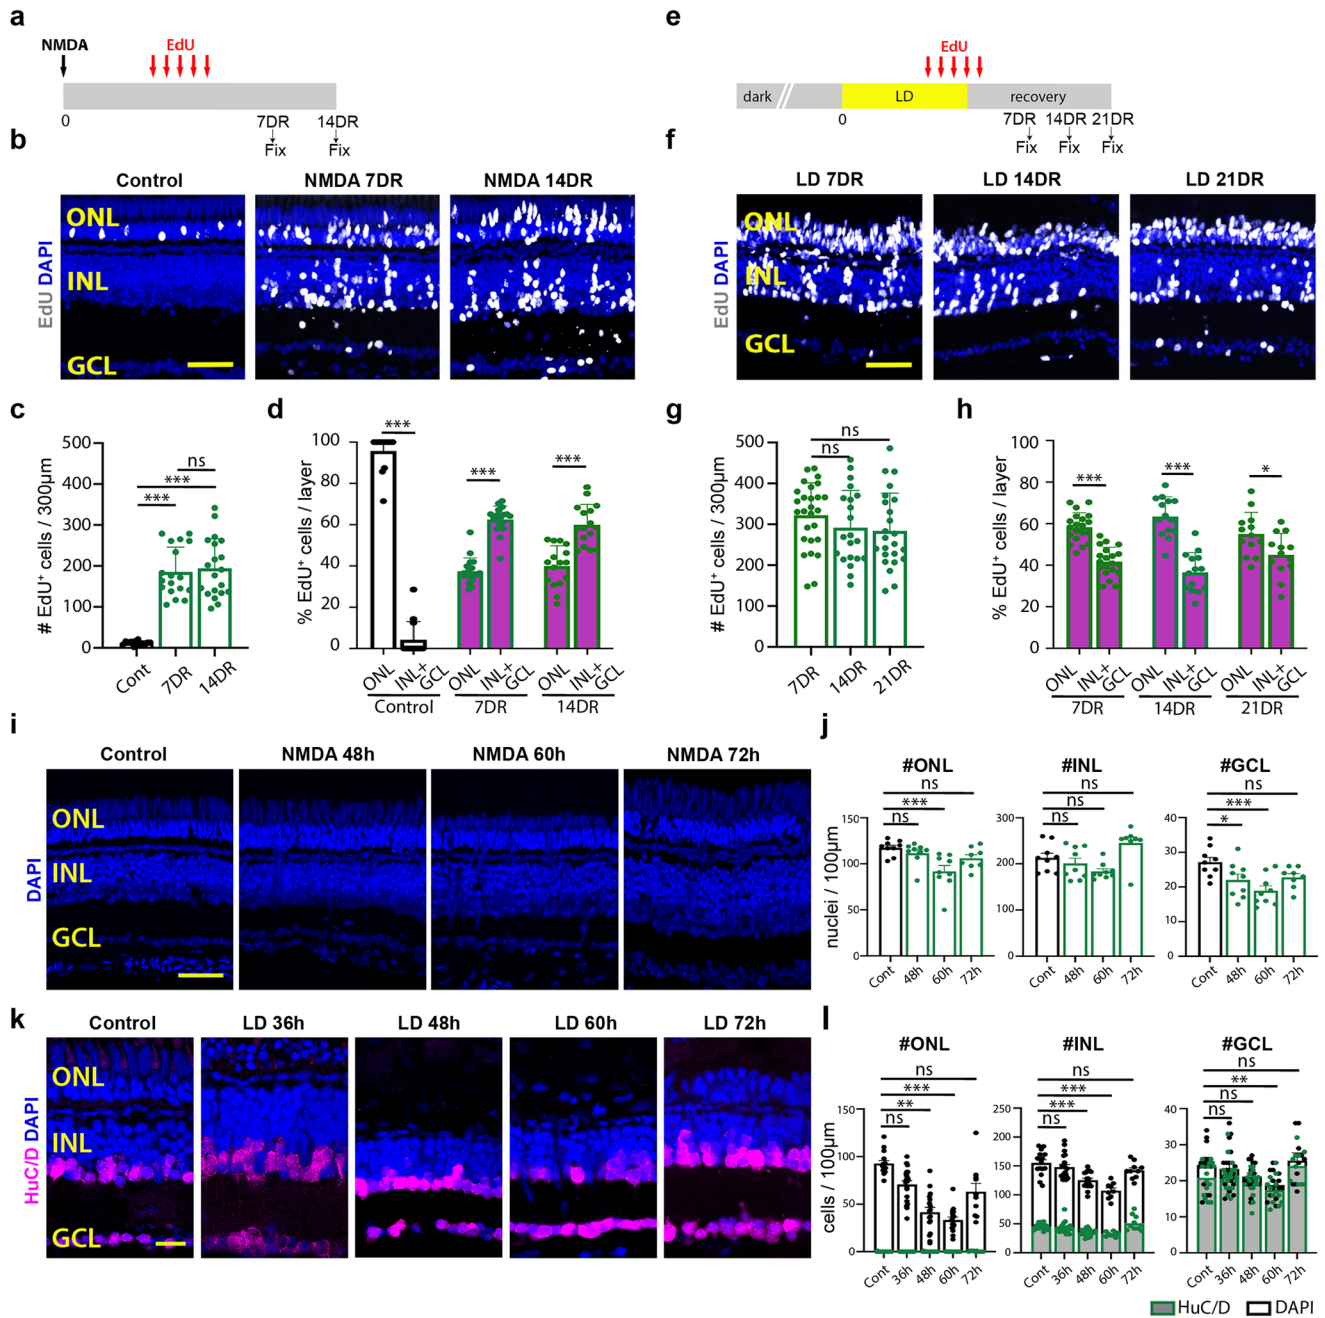 a
NMDA
EdU
0
7DR
14DR
Fix
Fix
e
EdU
dark
LD
recovery
0
7DR
14DR
21DR
Fix
Fix
Fix
b
Control
NMDA 7DR
NMDA 14DR
EdU DAPI
ONL
INL
GCL
f
LD 7DR
LD 14DR
LD 21DR
EdU DAPI
ONL
INL
GCL
c
# EdU⁺ cells / 300µm
500
400
300
200
100
0
ns
***
***
Cont
7DR
14DR
d
% EdU⁺ cells / layer
100
80
60
40
20
0
***
***
***
ONL
INL+
GCL
ONL
INL+
GCL
ONL
INL+
GCL
Control
7DR
14DR
g
# EdU⁺ cells / 300µm
500
400
300
200
100
0
ns
ns
7DR
14DR
21DR
h
% EdU⁺ cells / layer
100
80
60
40
20
0
***
***
*
ONL
INL+
GCL
ONL
INL+
GCL
ONL
INL+
GCL
7DR
14DR
21DR
i
Control
NMDA 48h
NMDA 60h
NMDA 72h
DAPI
ONL
INL
GCL
j
#ONL
ns
***
ns
nuclei / 100µm
150
100
50
0
Cont
48h
60h
72h
#INL
ns
ns
ns
300
200
100
0
Cont
48h
60h
72h
#GCL
ns
***
*
40
30
20
10
0
Cont
48h
60h
72h
k
Control
LD 36h
LD 48h
LD 60h
LD 72h
HuC/D DAPI
ONL
INL
GCL
l
#ONL
ns
***
**
ns
cells / 100µm
150
100
50
0
Cont
36h
48h
60h
72h
#INL
ns
***
***
ns
250
200
150
100
50
0
Cont
36h
48h
60h
72h
#GCL
ns
**
ns
ns
40
30
20
10
0
Cont
36h
48h
60h
72h
HuC/D
DAPI